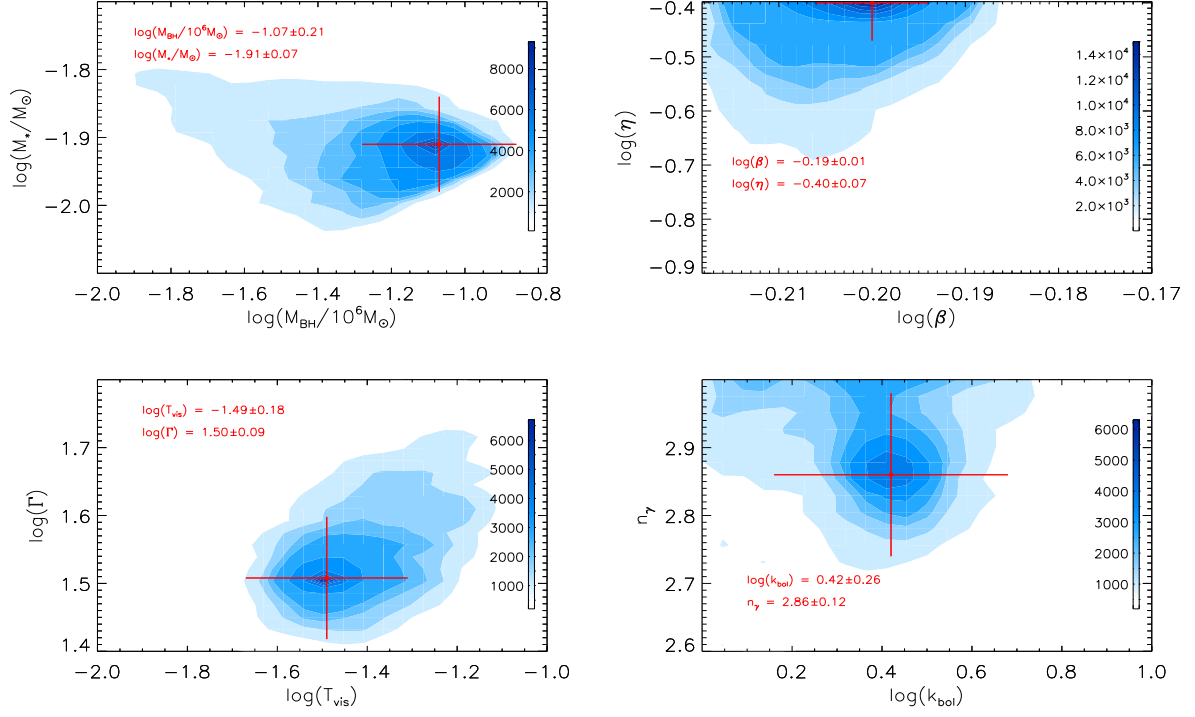 log(M_BH/10^6M_⊙) = −1.07±0.21
log(M_*/M_⊙) = −1.91±0.07
−1.8
−1.9
−2.0
log(M_*/M_⊙)
8000
6000
4000
2000
−2.0 −1.8 −1.6 −1.4 −1.2 −1.0 −0.8
log(M_BH/10^6M_⊙)
−0.4
−0.5
−0.6
−0.7
−0.8
−0.9
log(η)
1.4×10^4
1.2×10^4
1.0×10^4
8.0×10^3
6.0×10^3
4.0×10^3
2.0×10^3
log(β) = −0.19±0.01
log(η) = −0.40±0.07
−0.21 −0.20 −0.19 −0.18 −0.17
log(β)
log(T_vis) = −1.49±0.18
log(Γ) = 1.50±0.09
1.7
1.6
1.5
1.4
log(Γ)
6000
5000
4000
3000
2000
1000
−2.0 −1.8 −1.6 −1.4 −1.2 −1.0
log(T_vis)
2.9
2.8
2.7
2.6
n_γ
6000
5000
4000
3000
2000
1000
log(k_bol) = 0.42±0.26
n_γ = 2.86±0.12
0.2 0.4 0.6 0.8 1.0
log(k_bol)